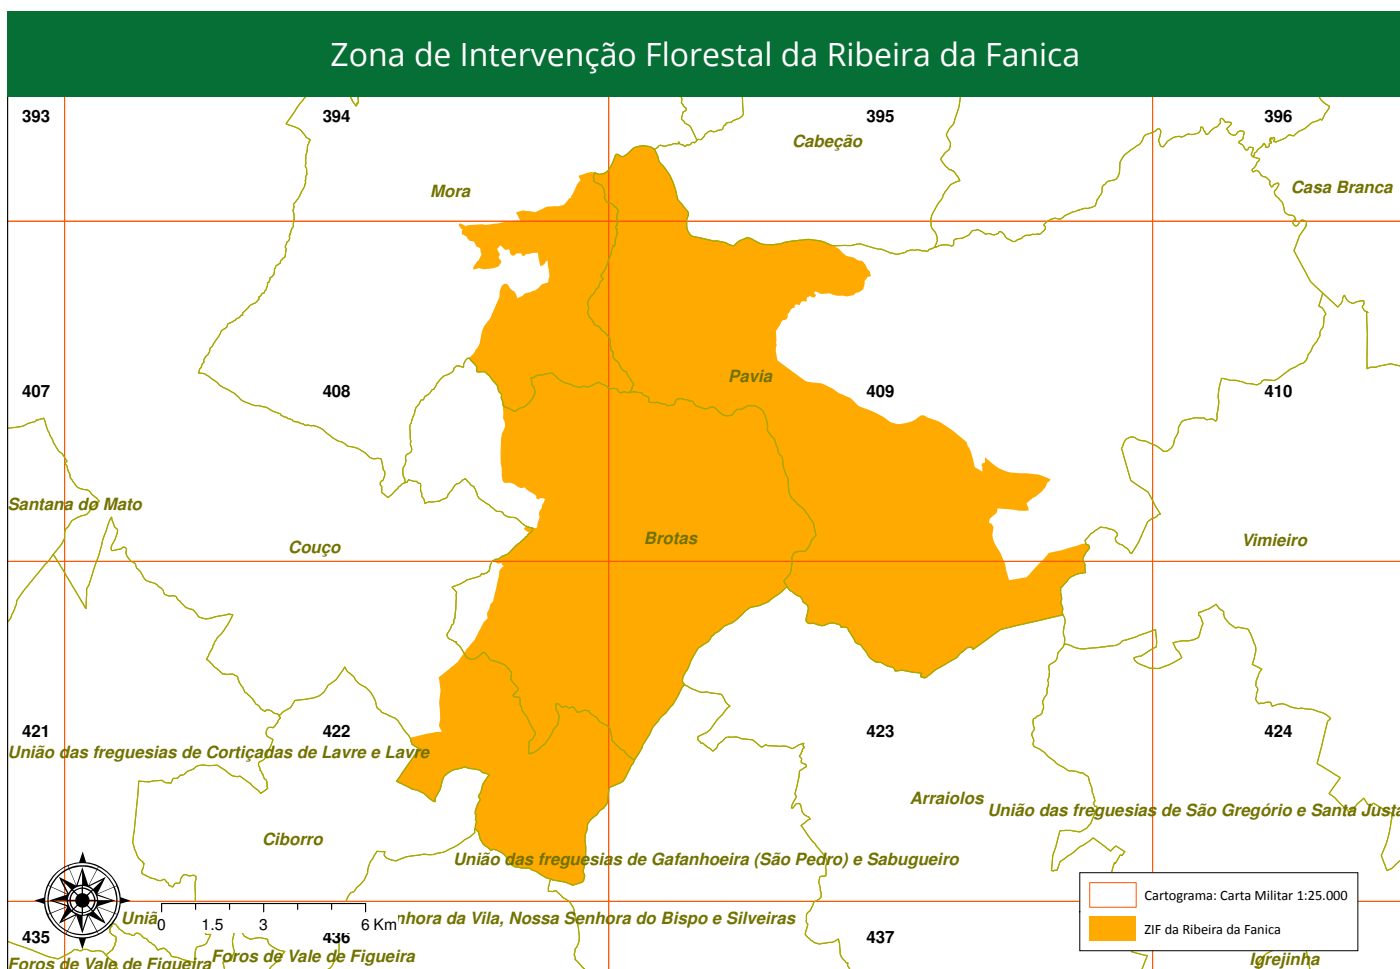 Zona de Intervenção Florestal da Ribeira da Fanica
393
394
395
396
Cabeção
Mora
Casa Branca
Pavia
407
408
409
410
Santana do Mato
Couço
Brotas
Vimieiro
421
422
423
424
União das freguesias de Cortiçadas de Lavre e Lavre
Arraiolos
União das freguesias de São Gregório e Santa Justa
Ciborro
União das freguesias de Gafanhoeira (São Pedro) e Sabugueiro
Cartograma: Carta Militar 1:25.000
ZIF da Ribeira da Fanica
Uniã
nhora da Vila, Nossa Senhora do Bispo e Silveiras
0 1.5 3 6 Km
435
436
437
Foros de Vale de Figueira
Foros de Vale de Figueira
Igrejinha